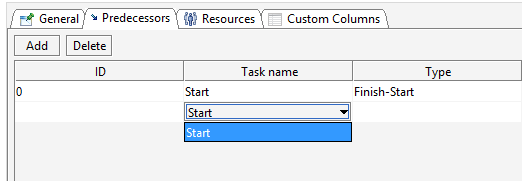 General Predecessors Resources Custom Columns
Add Delete
ID Task name Type
0 Start Finish-Start
Start
Start